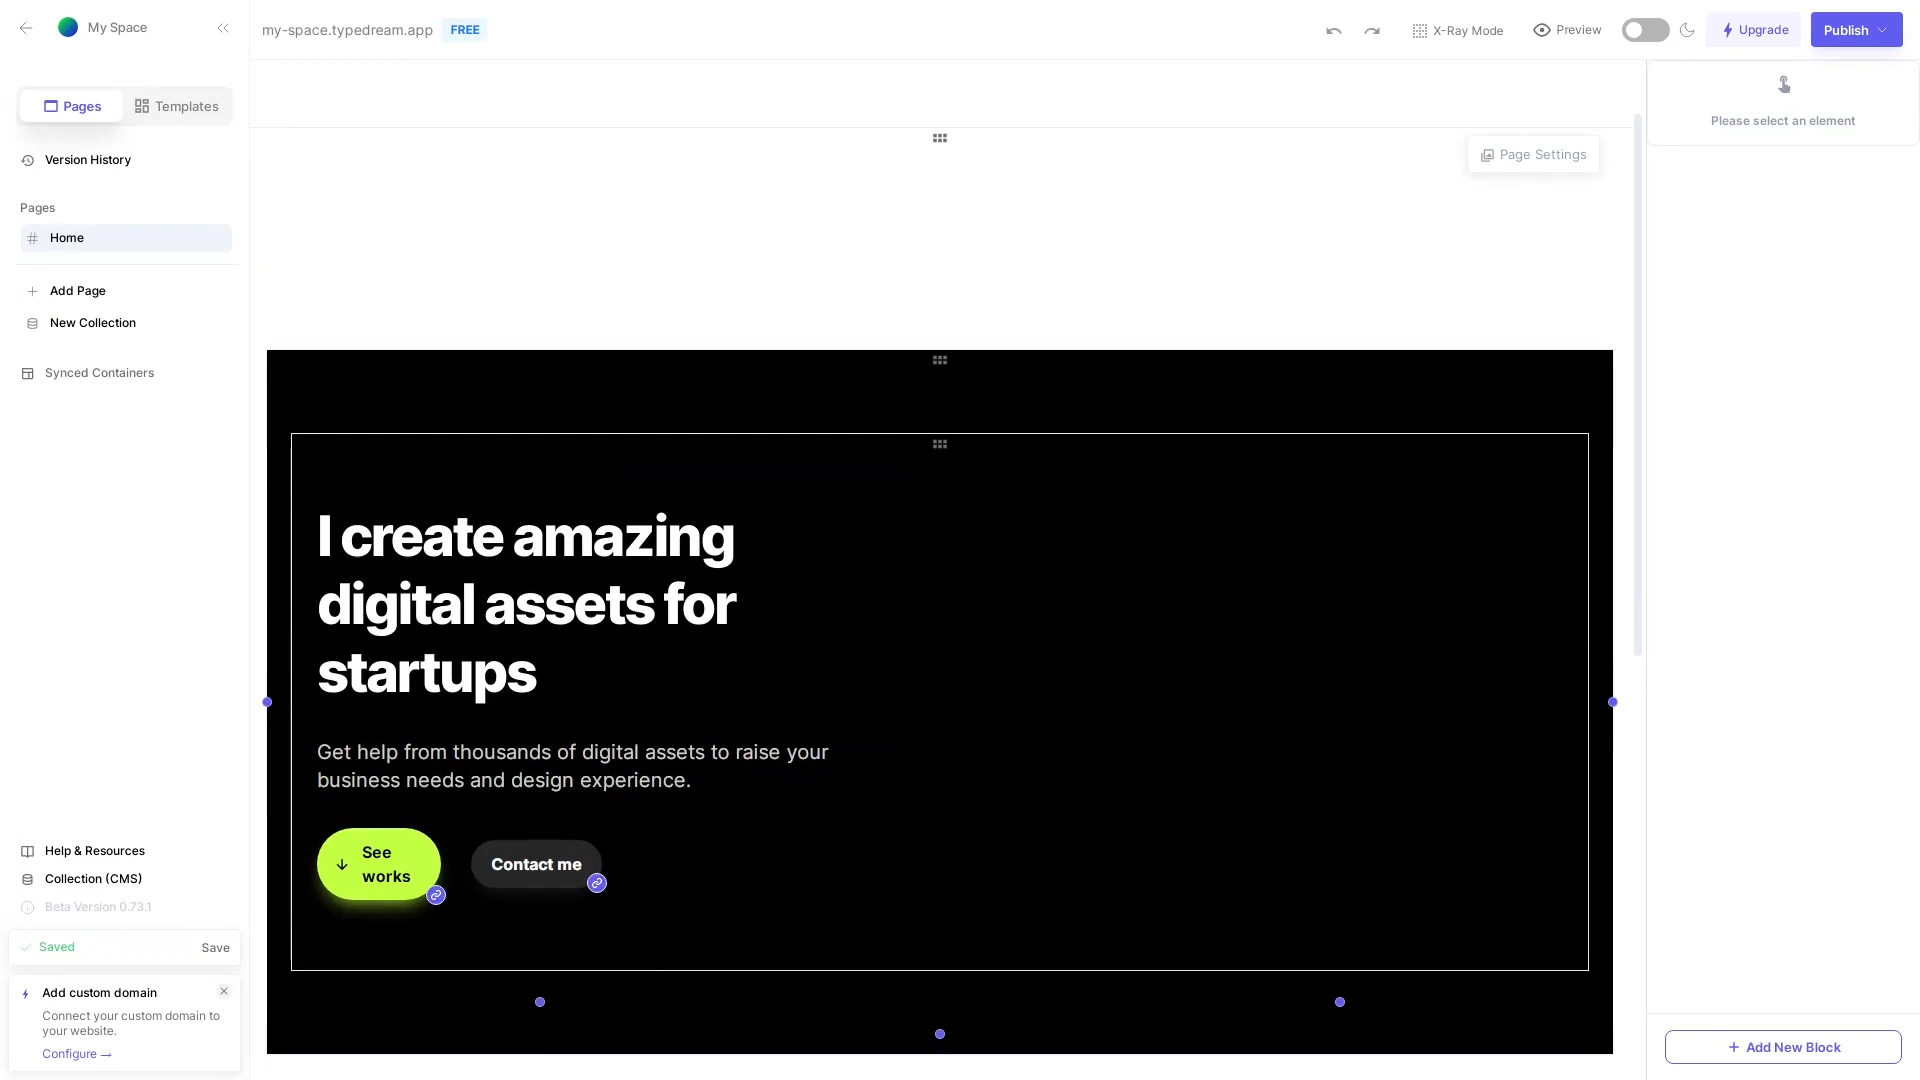 My Space
my-space.typedream.app FREE
X-Ray Mode
Preview
Upgrade
Publish
Pages
Templates
Please select an element
Page Settings
Version History
Pages
# Home
+ Add Page
New Collection
Synced Containers
I create amazing
digital assets for
startups
Get help from thousands of digital assets to raise your
business needs and design experience.
See
works
Contact me
Help & Resources
Collection (CMS)
Beta Version 0.73.1
Saved
Save
Add custom domain
Connect your custom domain to
your website.
Configure →
+ Add New Block